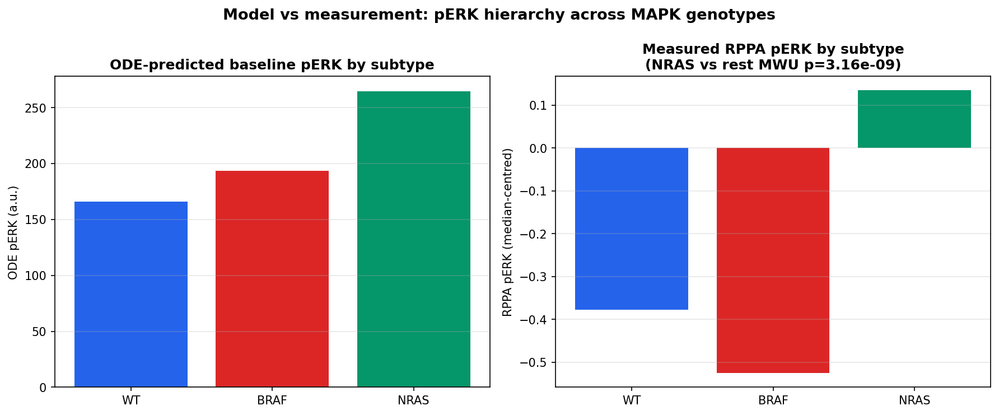 Model vs measurement: pERK hierarchy across MAPK genotypes
ODE-predicted baseline pERK by subtype
ODE pERK (a.u.)
250
200
150
100
50
0
WT
BRAF
NRAS
Measured RPPA pERK by subtype
(NRAS vs rest MWU p=3.16e-09)
RPPA pERK (median-centred)
0.1
0.0
−0.1
−0.2
−0.3
−0.4
−0.5
WT
BRAF
NRAS